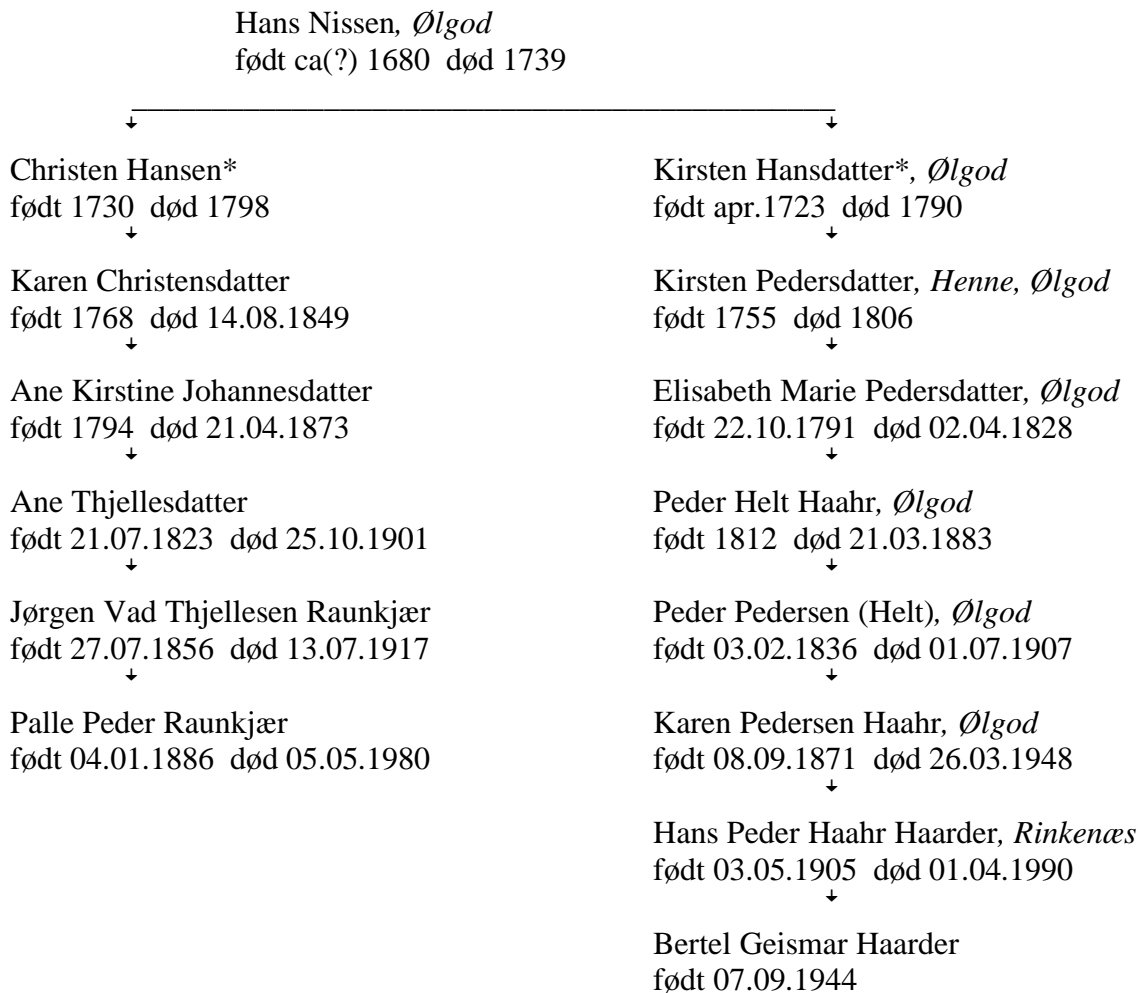 Hans Nissen, Ølgod
født ca(?) 1680 død 1739
Christen Hansen*
født 1730 død 1798
Karen Christensdatter
født 1768 død 14.08.1849
Ane Kirstine Johannesdatter
født 1794 død 21.04.1873
Ane Thjellesdatter
født 21.07.1823 død 25.10.1901
Jørgen Vad Thjellesen Raunkjær
født 27.07.1856 død 13.07.1917
Palle Peder Raunkjær
født 04.01.1886 død 05.05.1980
Kirsten Hansdatter*, Ølgod
født apr.1723 død 1790
Kirsten Pedersdatter, Henne, Ølgod
født 1755 død 1806
Elisabeth Marie Pedersdatter, Ølgod
født 22.10.1791 død 02.04.1828
Peder Helt Haahr, Ølgod
født 1812 død 21.03.1883
Peder Pedersen (Helt), Ølgod
født 03.02.1836 død 01.07.1907
Karen Pedersen Haahr, Ølgod
født 08.09.1871 død 26.03.1948
Hans Peder Haahr Haarder, Rinkenæs
født 03.05.1905 død 01.04.1990
Bertel Geismar Haarder
født 07.09.1944